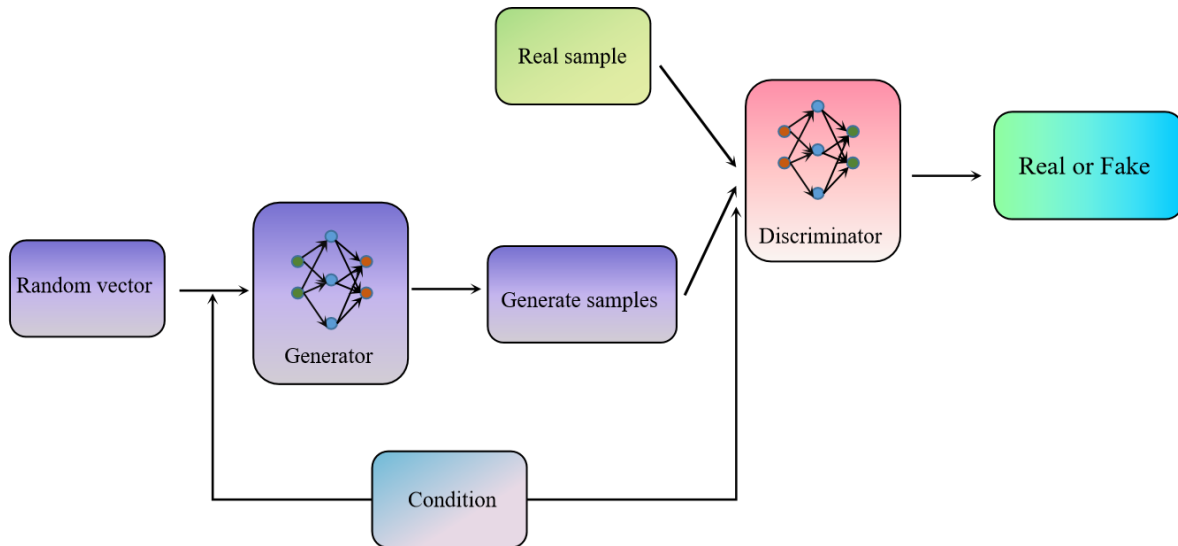 Real sample
Real or Fake
Discriminator
Random vector
Generate samples
Generator
Condition